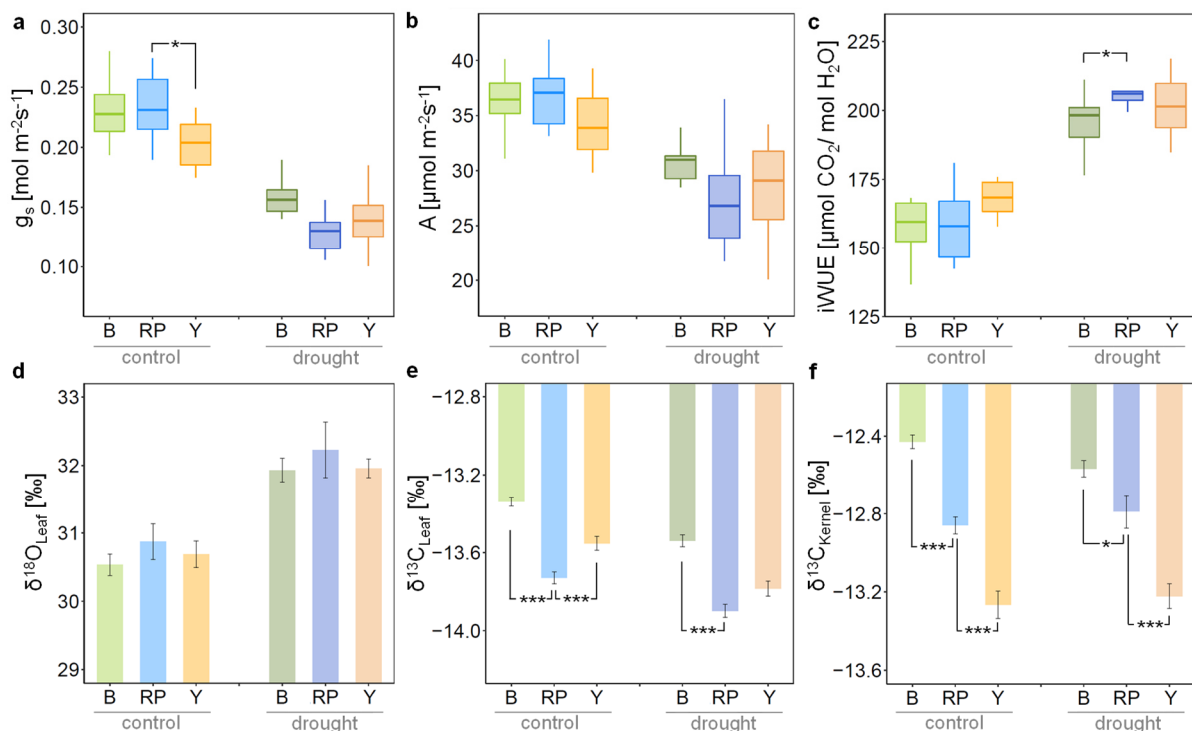 a
0.30
0.25
0.20
0.15
0.10
gs [mol m-2s-1]
*
B RP Y B RP Y
control drought
b
40
35
30
25
20
A [µmol m-2s-1]
B RP Y B RP Y
control drought
c
225
200
175
150
125
iWUE [µmol CO2/ mol H2O]
*
B RP Y B RP Y
control drought
d
33
32
31
30
29
δ18OLeaf [‰]
B RP Y B RP Y
control drought
e
−12.8
−13.2
−13.6
−14.0
δ13CLeaf [‰]
*** ***
***
B RP Y B RP Y
control drought
f
−12.4
−12.8
−13.2
−13.6
δ13CKernel [‰]
*** *
*** ***
B RP Y B RP Y
control drought